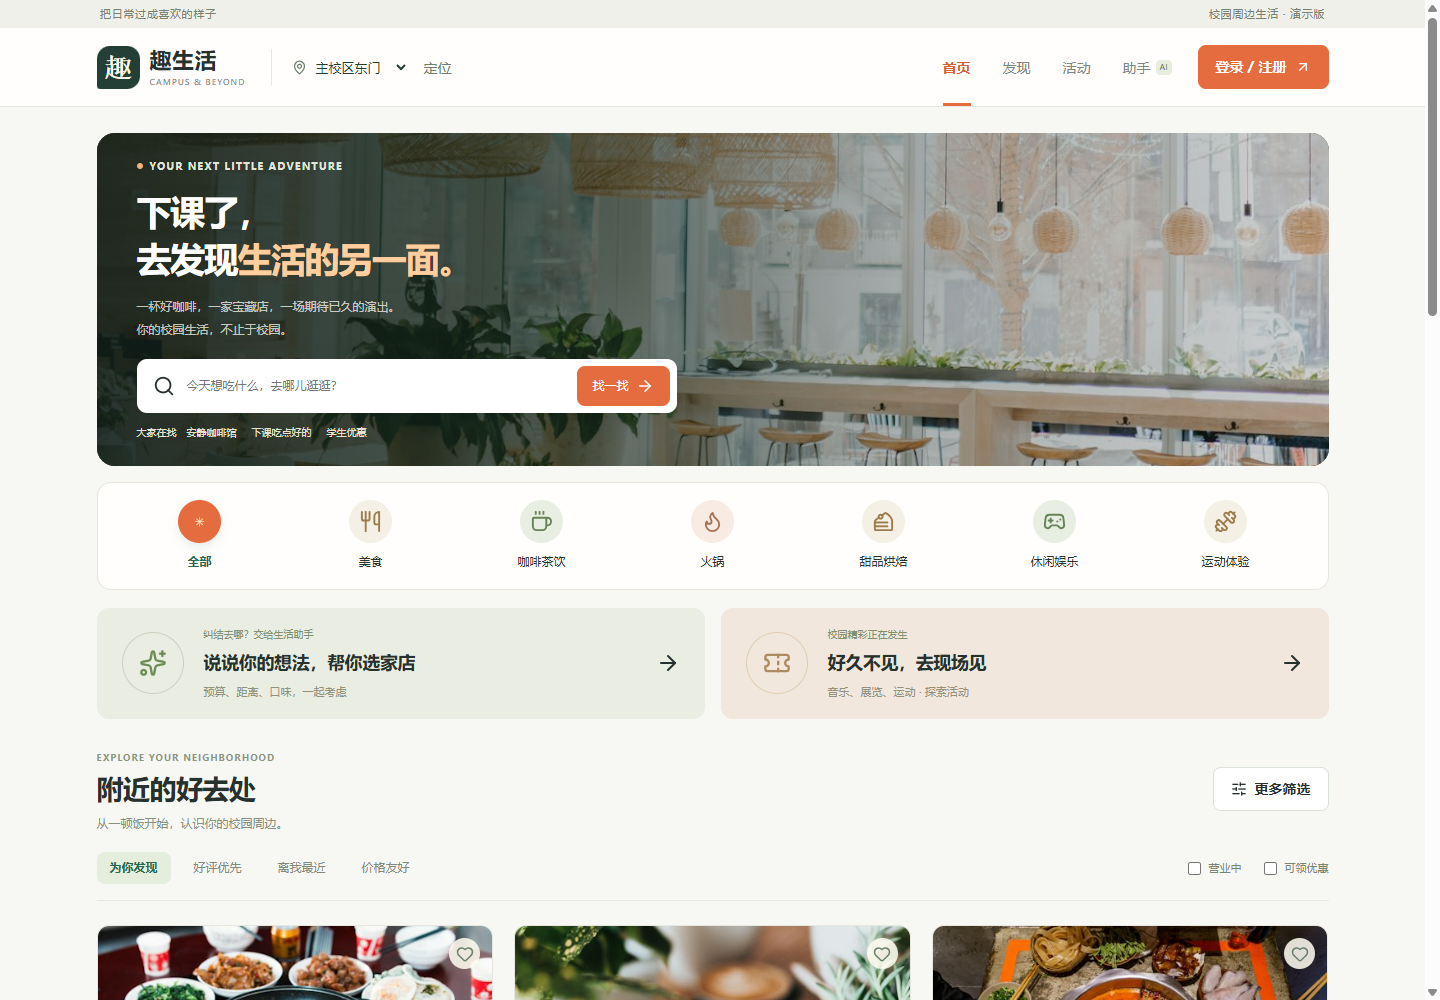 把日常过成喜欢的样子
校园周边生活 · 演示版
趣
趣生活
CAMPUS & BEYOND
主校区东门
定位
首页
发现
活动
助手 AI
登录 / 注册
YOUR NEXT LITTLE ADVENTURE
下课了，
去发现生活的另一面。
一杯好咖啡，一家宝藏店，一场期待已久的演出。
你的校园生活，不止于校园。
今天想吃什么，去哪儿逛逛？
找一找
大家在找 安静咖啡馆 下课吃点好的 学生优惠
全部
美食
咖啡茶饮
火锅
甜品烘焙
休闲娱乐
运动体验
纠结去哪？交给生活助手
说说你的想法，帮你选家店
预算、距离、口味，一起考虑
校园精彩正在发生
好久不见，去现场见
音乐、展览、运动 · 探索活动
EXPLORE YOUR NEIGHBORHOOD
附近的好去处
从一顿饭开始，认识你的校园周边。
更多筛选
为你发现
好评优先
离我最近
价格友好
营业中
可领优惠